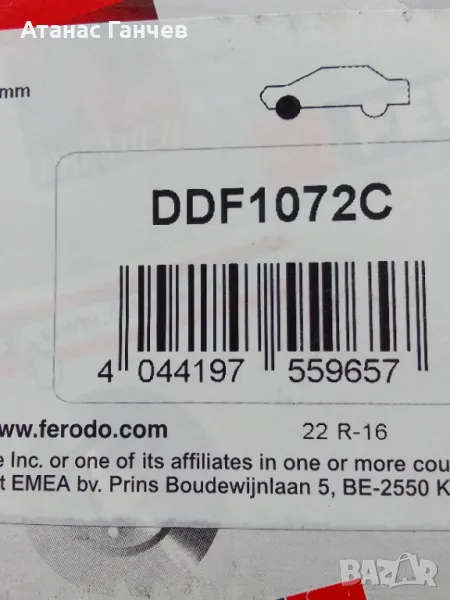 Атанас Ганчев
mm
DDF1072C
4 044197 559657
www.ferodo.com
22 R-16
e Inc. or one of its affiliates in one or more cou
t EMEA bv. Prins Boudewijnlaan 5, BE-2550 K
BAZAR